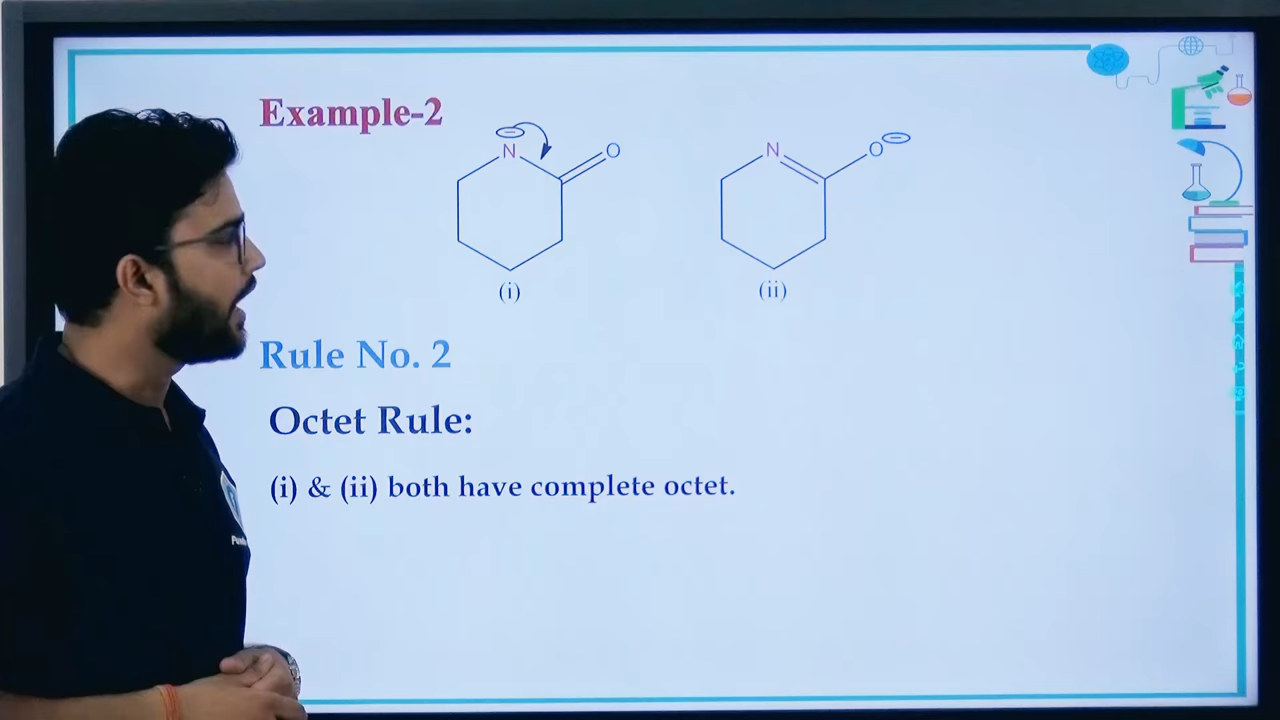 Example-2
N O N O
(i) (ii)
Rule No. 2
Octet Rule:
(i) & (ii) both have complete octet.